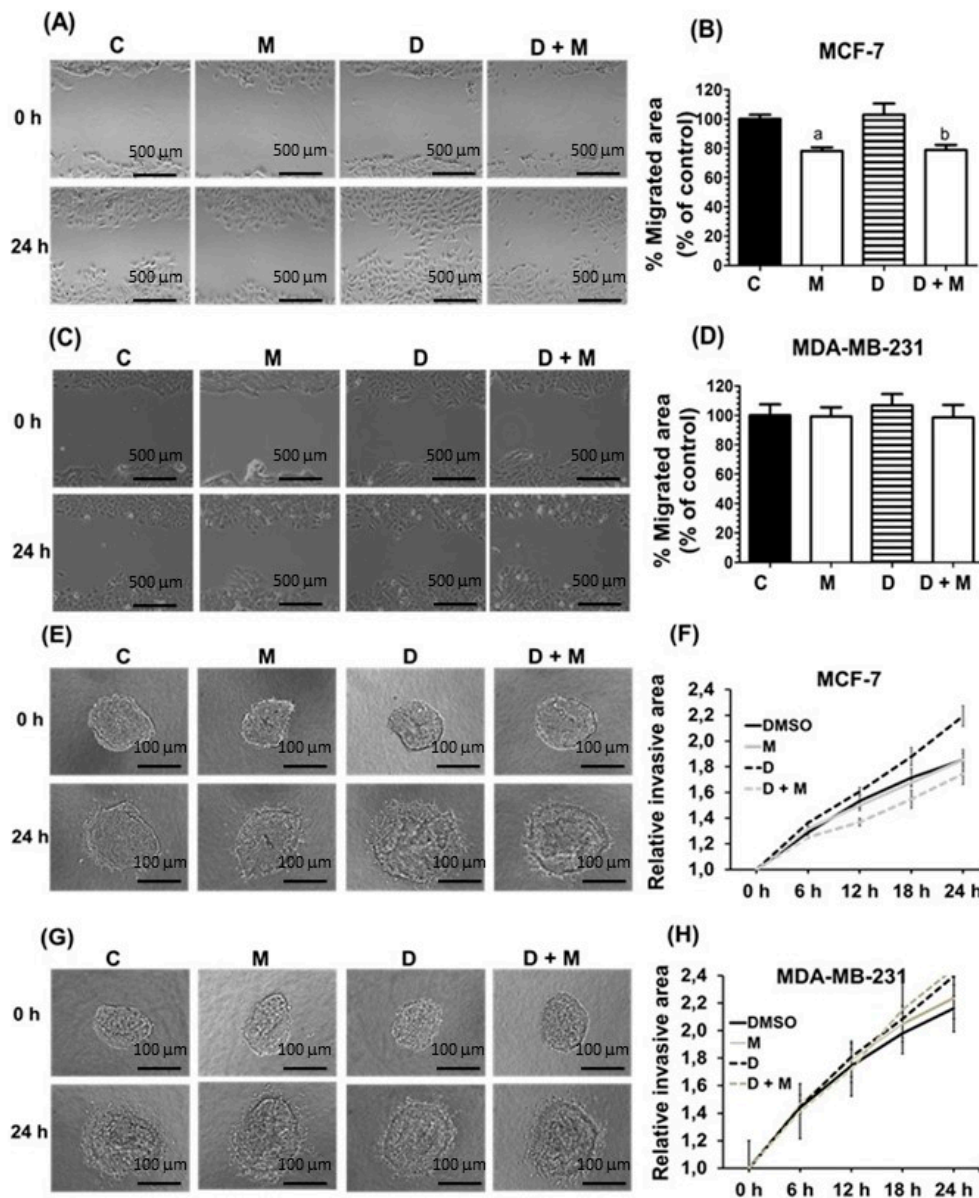 (A)
C M D D + M
0 h
500 µm 500 µm 500 µm 500 µm
24 h
500 µm 500 µm 500 µm 500 µm
(B)
MCF-7
% Migrated area
(% of control)
120
100
80
60
40
20
0
a
b
C M D D + M
(C)
C M D D + M
0 h
500 µm 500 µm 500 µm 500 µm
24 h
500 µm 500 µm 500 µm 500 µm
(D)
MDA-MB-231
% Migrated area
(% of control)
120
100
80
60
40
20
0
C M D D + M
(E)
C M D D + M
0 h
100 µm 100 µm 100 µm 100 µm
24 h
100 µm 100 µm 100 µm 100 µm
(F)
MCF-7
Relative invasive area
2,4
2,2
2,0
1,8
1,6
1,4
1,2
1,0
DMSO
M
D
D + M
0 h 6 h 12 h 18 h 24 h
(G)
C M D D + M
0 h
100 µm 100 µm 100 µm 100 µm
24 h
100 µm 100 µm 100 µm 100 µm
(H)
MDA-MB-231
Relative invasive area
2,4
2,2
2,0
1,8
1,6
1,4
1,2
1,0
DMSO
M
D
D + M
0 h 6 h 12 h 18 h 24 h